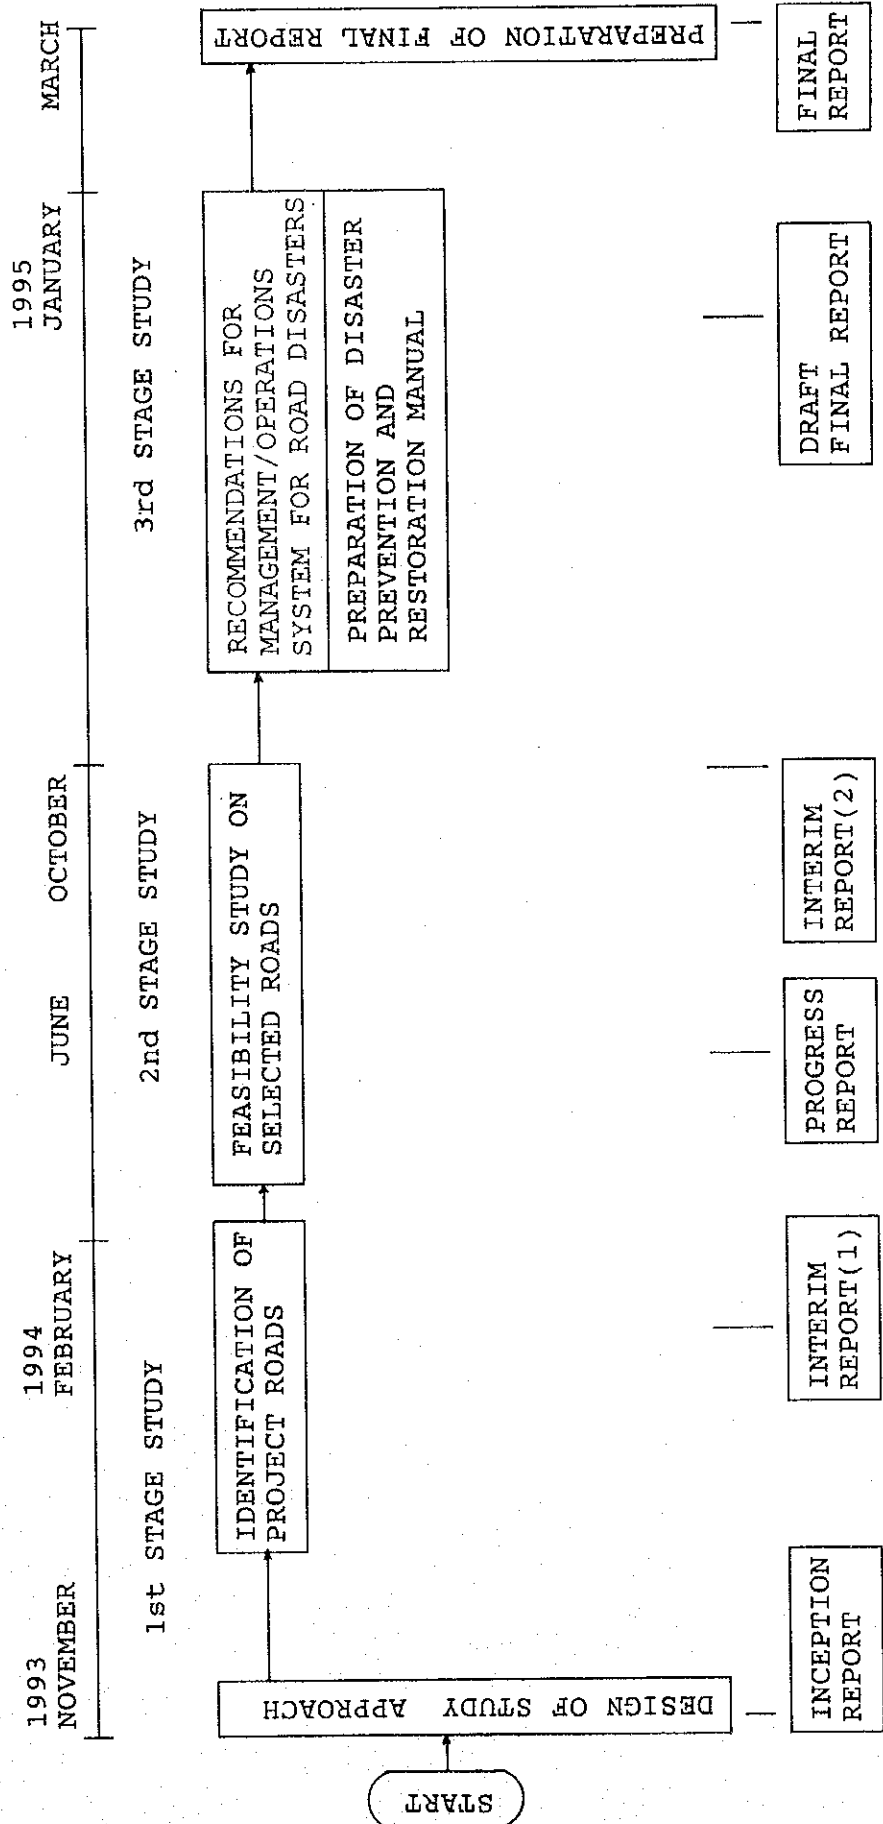 1993
NOVEMBER
1994
FEBRUARY
JUNE
OCTOBER
1995
JANUARY
MARCH
1st STAGE STUDY
2nd STAGE STUDY
3rd STAGE STUDY
START
DESIGN OF STUDY APPROACH
IDENTIFICATION OF
PROJECT ROADS
FEASIBILITY STUDY ON
SELECTED ROADS
RECOMMENDATIONS FOR
MANAGEMENT/OPERATIONS
SYSTEM FOR ROAD DISASTERS
PREPARATION OF DISASTER
PREVENTION AND
RESTORATION MANUAL
PREPARATION OF FINAL REPORT
INCEPTION
REPORT
INTERIM
REPORT(1)
PROGRESS
REPORT
INTERIM
REPORT(2)
DRAFT
FINAL REPORT
FINAL
REPORT